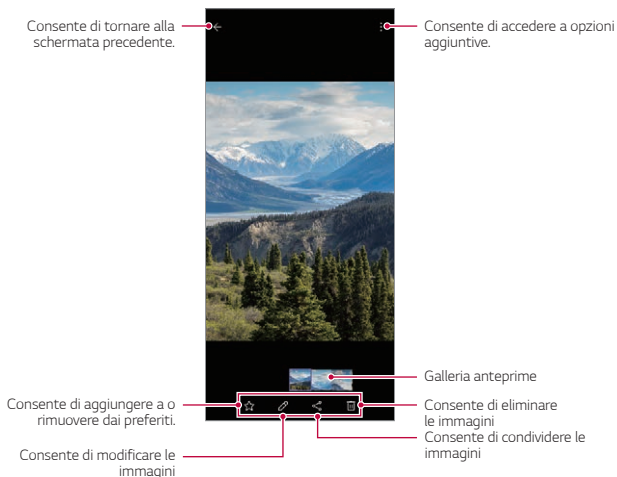 Consente di tornare alla
schermata precedente.
Consente di accedere a opzioni
aggiuntive.
Galleria anteprime
Consente di aggiungere a o
rimuovere dai preferiti.
Consente di eliminare
le immagini
Consente di condividere le
immagini
Consente di modificare le
immagini